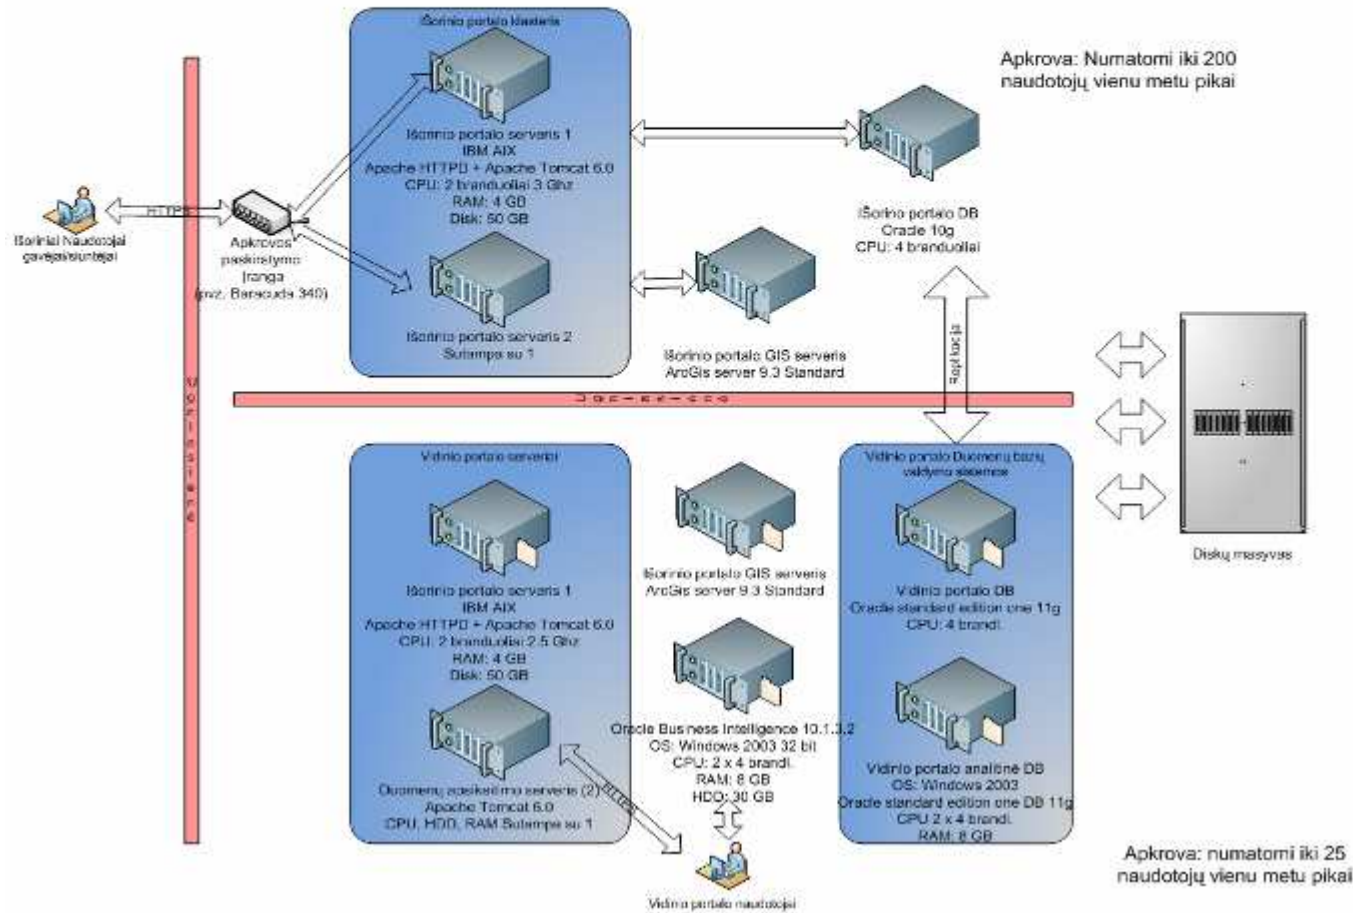 Išorinio portalo klasteris
Apkrova: Numatomi iki 200
naudotojų vienu metu pikai
Išorinio portalo serveris 1
IBM AIX
Apache HTTPD + Apache Tomcat 6.0
CPU: 2 branduoliai 3 Ghz
RAM: 4 GB
Disk: 50 GB
HTTPS
Išoriniai Naudotojai
gavėjai/siuntėjai
Apkrovos
paskirstymo
įranga
(pvz. Baracuda 340)
Išorino portalo DB
Oracle 10g
CPU: 4 branduoliai
Išorinio portalo serveris 2
Sutampa su 1
Išorinio portalo GIS serveris
ArcGis server 9.3 Standard
Replikacija
Ugniasienė
Diskų masyvas
Vidinio portalo serveriai
Išorinio portalo serveris 1
IBM AIX
Apache HTTPD + Apache Tomcat 6.0
CPU: 2 branduoliai 2.5 Ghz
RAM: 4 GB
Disk: 50 GB
Duomenų apsikeitimo serveris (2)
Apache Tomcat 6.0
CPU, HDD, RAM Sutampa su 1
Išorinio portalo GIS serveris
ArcGis server 9.3 Standard
Oracle Business Intelligence 10.1.3.2
OS: Windows 2003 32 bit
CPU: 2 x 4 brandl.
RAM: 8 GB
HDD: 30 GB
Vidinio portalo Duomenų bazių
valdymo sistemos
Vidinio portalo DB
Oracle standard edition one 11g
CPU: 4 brandl.
Vidinio portalo analitinė DB
OS: Windows 2003
Oracle standard edition one DB 11g
CPU 2 x 4 brandl.
RAM: 8 GB
Vidinio portalo naudotojai
Apkrova: numatomi iki 25
naudotojų vienu metu pikai